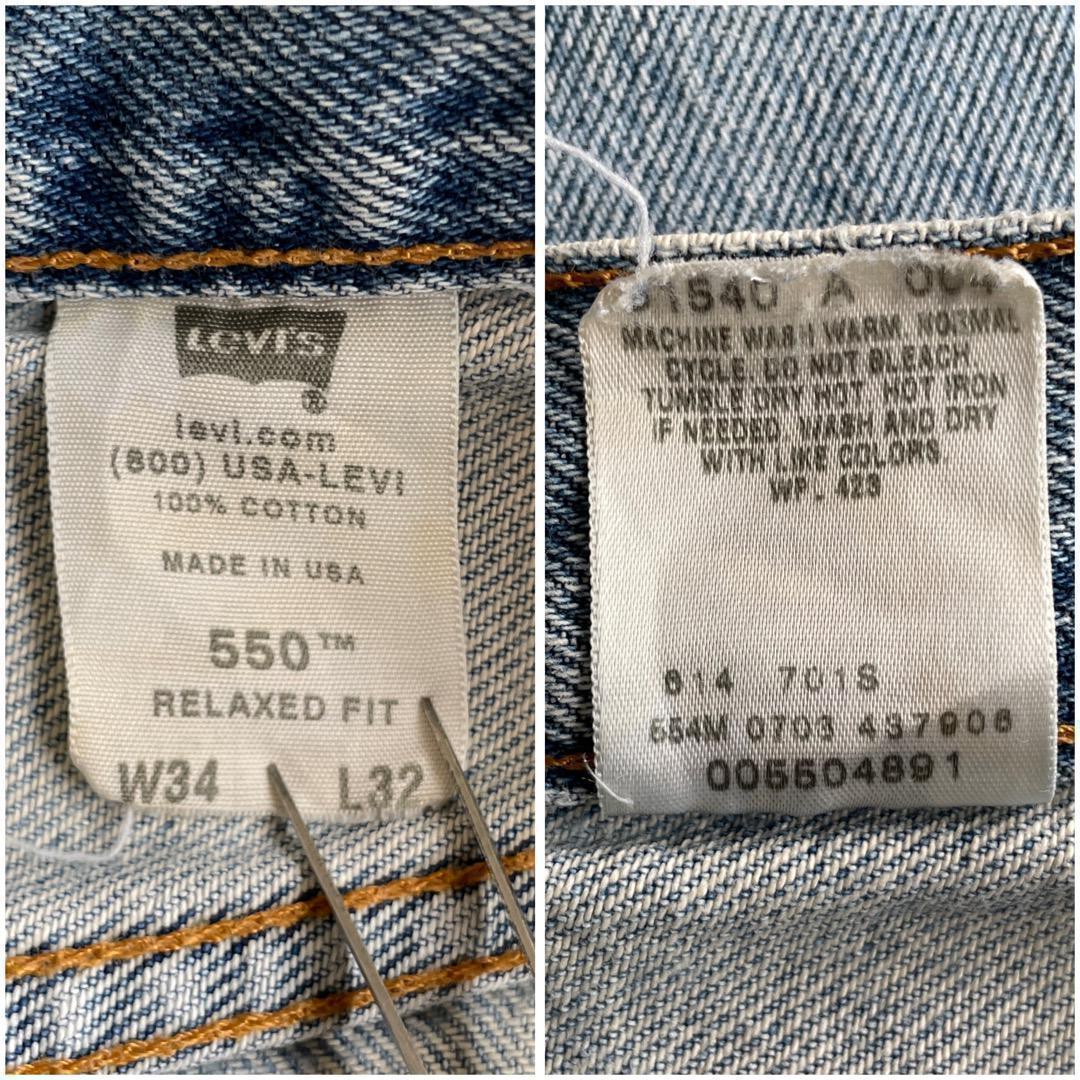 Levi's
®
levi.com
(800) USA-LEVI
100% COTTON
MADE IN USA
550™
RELAXED FIT
W34 L32
A
MACHINE WASH WARM, NORMAL
CYCLE. DO NOT BLEACH.
TUMBLE DRY HOT. HOT IRON
IF NEEDED. WASH AND DRY
WITH LIKE COLORS
WPL 423
614 701S
554M 0703 437906
005504891